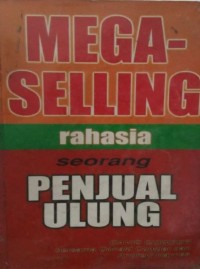 MEGA-
SELLING
rahasia
seorang
PENJUAL
ULUNG